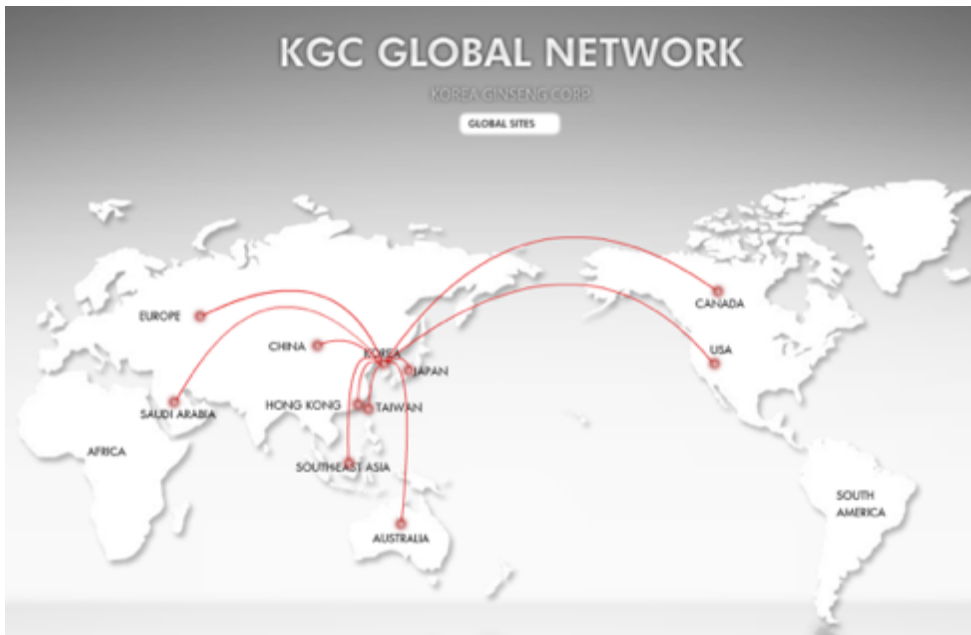 KGC GLOBAL NETWORK
KOREA GINSENG CORP.
GLOBAL SITES
CANADA
EUROPE
CHINA
KOREA
USA
JAPAN
SAUDI ARABIA
HONG KONG
TAIWAN
AFRICA
SOUTHEAST ASIA
SOUTH
AMERICA
AUSTRALIA